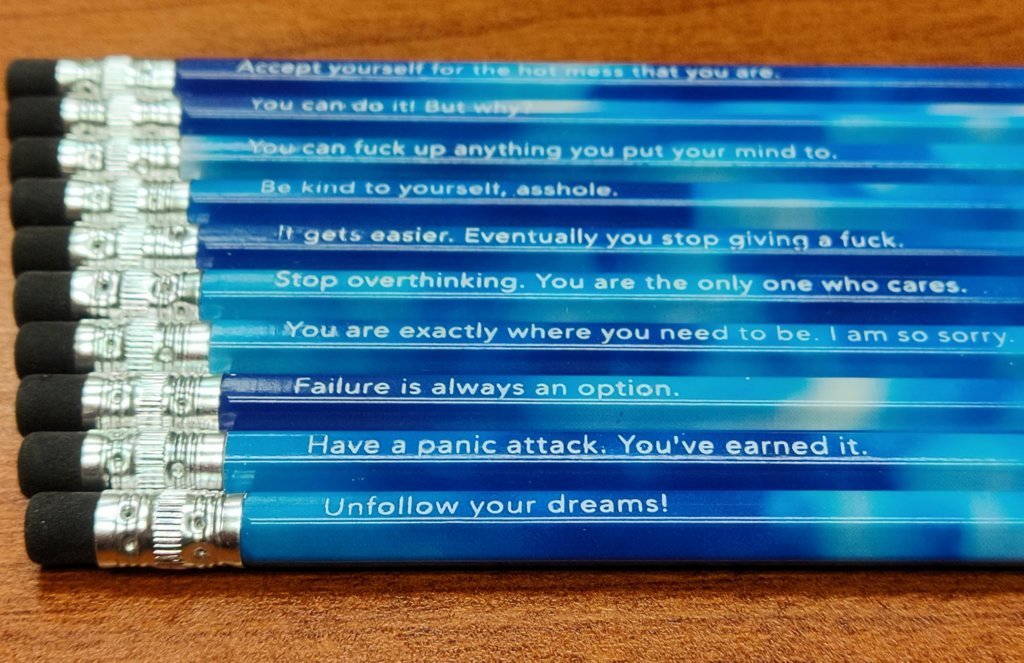 Accept yourself for the hot mess that you are.
You can do it! But why?
You can fuck up anything you put your mind to.
Be kind to yourself, asshole.
It gets easier. Eventually you stop giving a fuck.
Stop overthinking. You are the only one who cares.
You are exactly where you need to be. I am so sorry.
Failure is always an option.
Have a panic attack. You've earned it.
Unfollow your dreams!